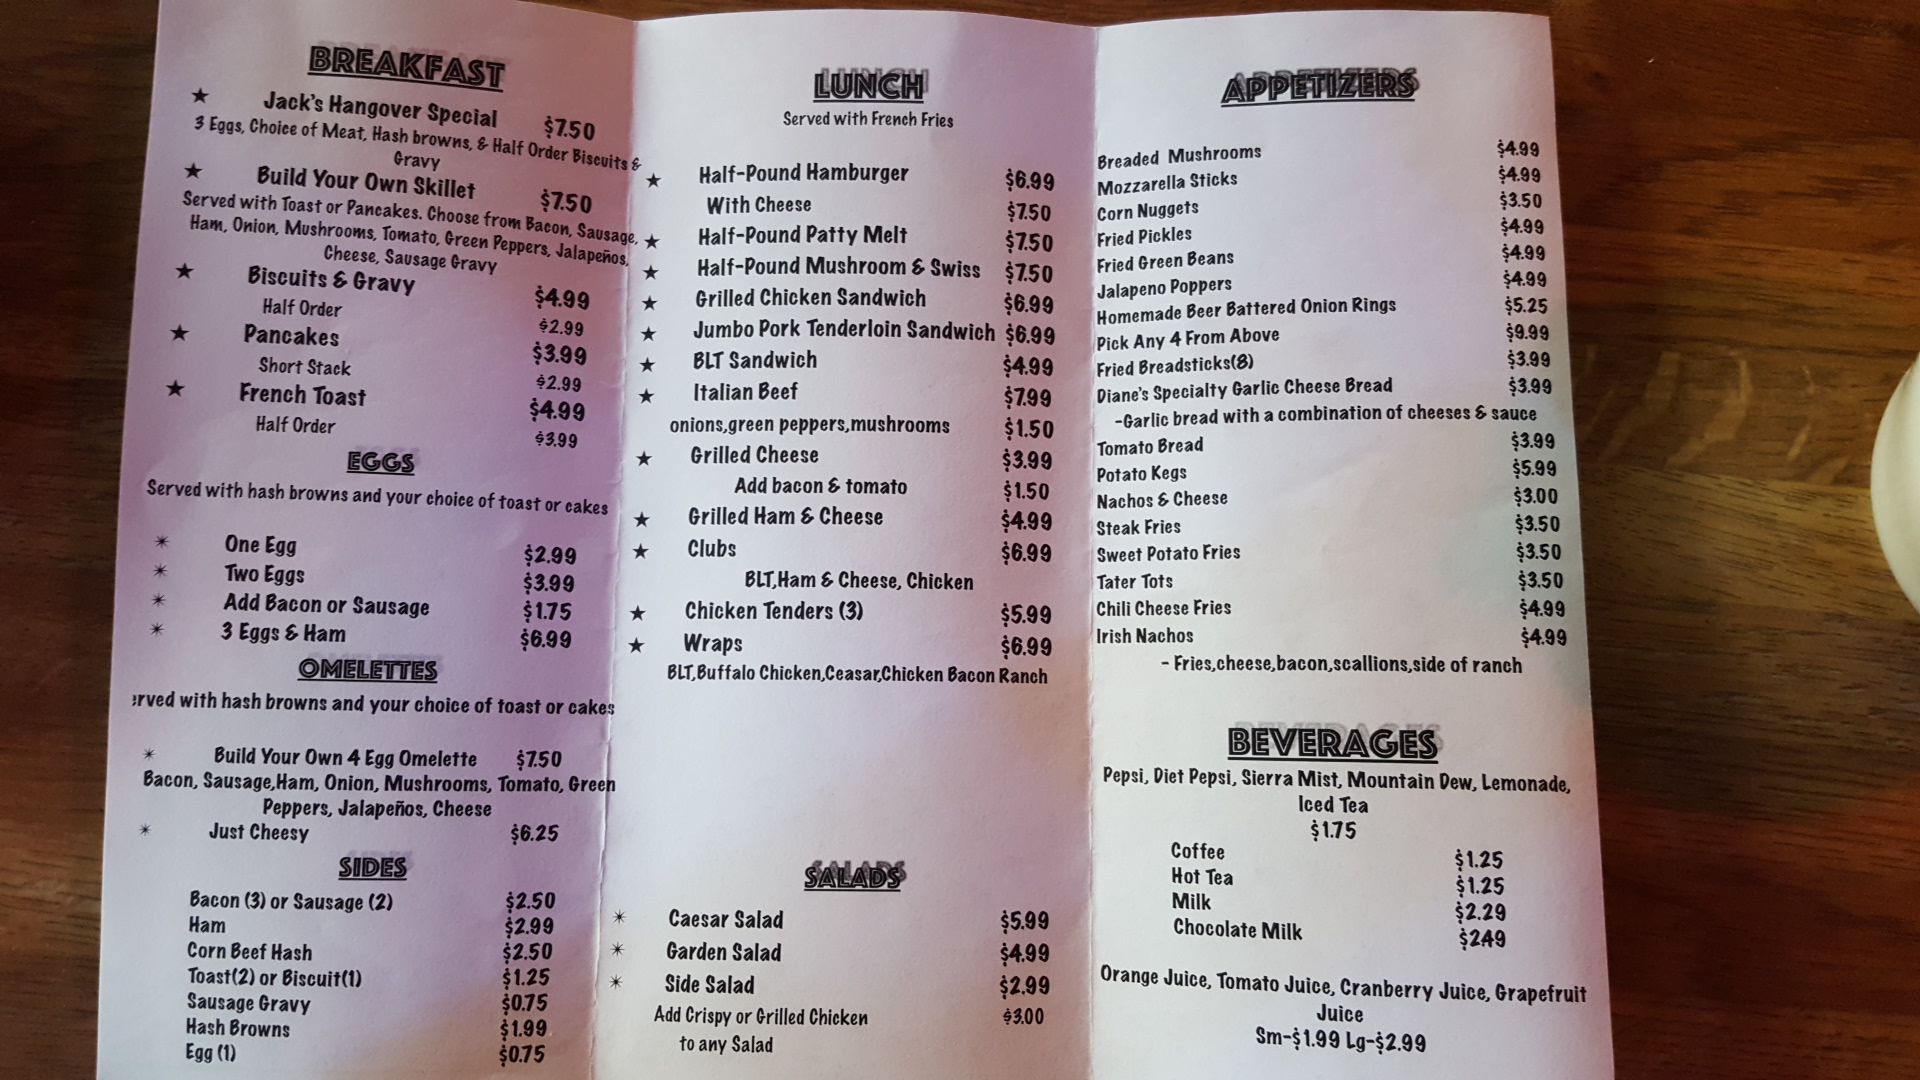 BREAKFAST
★ Jack's Hangover Special $7.50
3 Eggs, Choice of Meat, Hash browns, & Half Order Biscuits &
Gravy
★ Build Your Own Skillet $7.50
Served with Toast or Pancakes. Choose from Bacon, Sausage,
Ham, Onion, Mushrooms, Tomato, Green Peppers, Jalapeños,
Cheese, Sausage Gravy
★ Biscuits & Gravy $4.99
Half Order $2.99
★ Pancakes $3.99
Short Stack $2.99
★ French Toast $4.99
Half Order $3.99
EGGS
Served with hash browns and your choice of toast or cakes
One Egg $2.99
Two Eggs $3.99
Add Bacon or Sausage $1.75
3 Eggs & Ham $6.99
OMELETTES
erved with hash browns and your choice of toast or cakes
Build Your Own 4 Egg Omelette $7.50
Bacon, Sausage,Ham, Onion, Mushrooms, Tomato, Green
Peppers, Jalapeños, Cheese
Just Cheesy $6.25
SIDES
Bacon (3) or Sausage (2) $2.50
Ham $2.99
Corn Beef Hash $2.50
Toast(2) or Biscuit(1) $1.25
Sausage Gravy $0.75
Hash Browns $1.99
Egg (1) $0.75
LUNCH
Served with French Fries
★ Half-Pound Hamburger $6.99
With Cheese $7.50
★ Half-Pound Patty Melt $7.50
★ Half-Pound Mushroom & Swiss $7.50
★ Grilled Chicken Sandwich $6.99
★ Jumbo Pork Tenderloin Sandwich $6.99
★ BLT Sandwich $4.99
★ Italian Beef $7.99
onions,green peppers,mushrooms $1.50
★ Grilled Cheese $3.99
Add bacon & tomato $1.50
★ Grilled Ham & Cheese $4.99
★ Clubs $6.99
BLT,Ham & Cheese, Chicken
★ Chicken Tenders (3) $5.99
★ Wraps $6.99
BLT,Buffalo Chicken,Ceasar,Chicken Bacon Ranch
SALADS
Caesar Salad $5.99
Garden Salad $4.99
Side Salad $2.99
Add Crispy or Grilled Chicken $3.00
to any Salad
APPETIZERS
Breaded Mushrooms $4.99
Mozzarella Sticks $4.99
Corn Nuggets $3.50
Fried Pickles $4.99
Fried Green Beans $4.99
Jalapeno Poppers $4.99
Homemade Beer Battered Onion Rings $5.25
Pick Any 4 From Above $9.99
Fried Breadsticks(8) $3.99
Diane's Specialty Garlic Cheese Bread $3.99
-Garlic bread with a combination of cheeses & sauce
Tomato Bread $3.99
Potato Kegs $5.99
Nachos & Cheese $3.00
Steak Fries $3.50
Sweet Potato Fries $3.50
Tater Tots $3.50
Chili Cheese Fries $4.99
Irish Nachos $4.99
- Fries,cheese,bacon,scallions,side of ranch
BEVERAGES
Pepsi, Diet Pepsi, Sierra Mist, Mountain Dew, Lemonade,
Iced Tea
$1.75
Coffee $1.25
Hot Tea $1.25
Milk $2.29
Chocolate Milk $249
Orange Juice, Tomato Juice, Cranberry Juice, Grapefruit
Juice
Sm-$1.99 Lg-$2.99